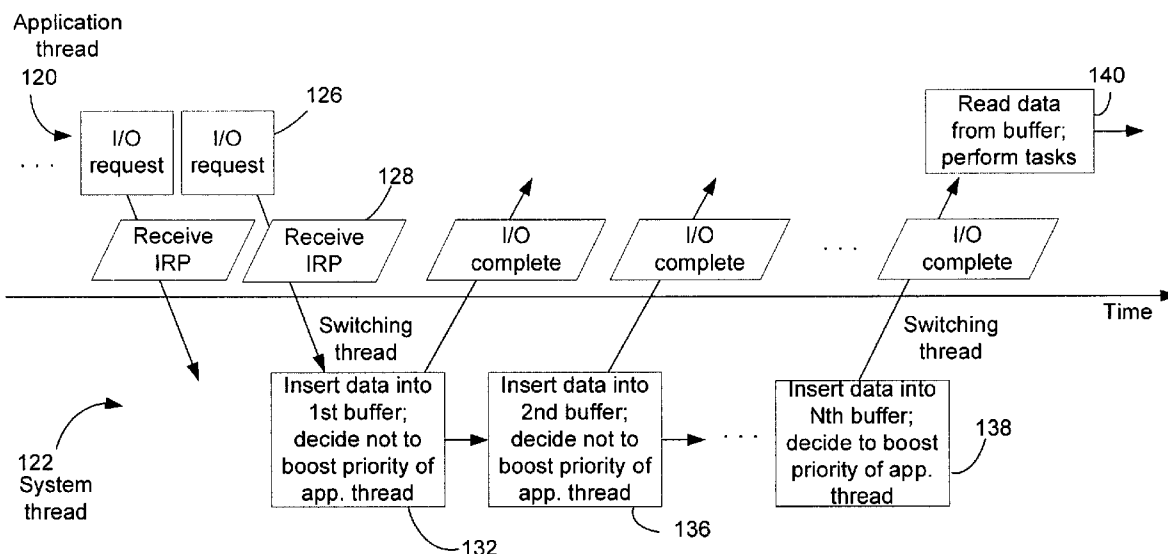 Application
thread
120
I/O
request
I/O
request
126
. . .
Receive
IRP
Receive
IRP
128
I/O
complete
I/O
complete
. . .
I/O
complete
Read data
from buffer;
perform tasks
140
Time
Switching
thread
Switching
thread
122
System
thread
Insert data into
1st buffer;
decide not to
boost priority of
app. thread
132
Insert data into
2nd buffer;
decide not to
boost priority of
app. thread
136
. . .
Insert data into
Nth buffer;
decide to boost
priority of app.
thread
138